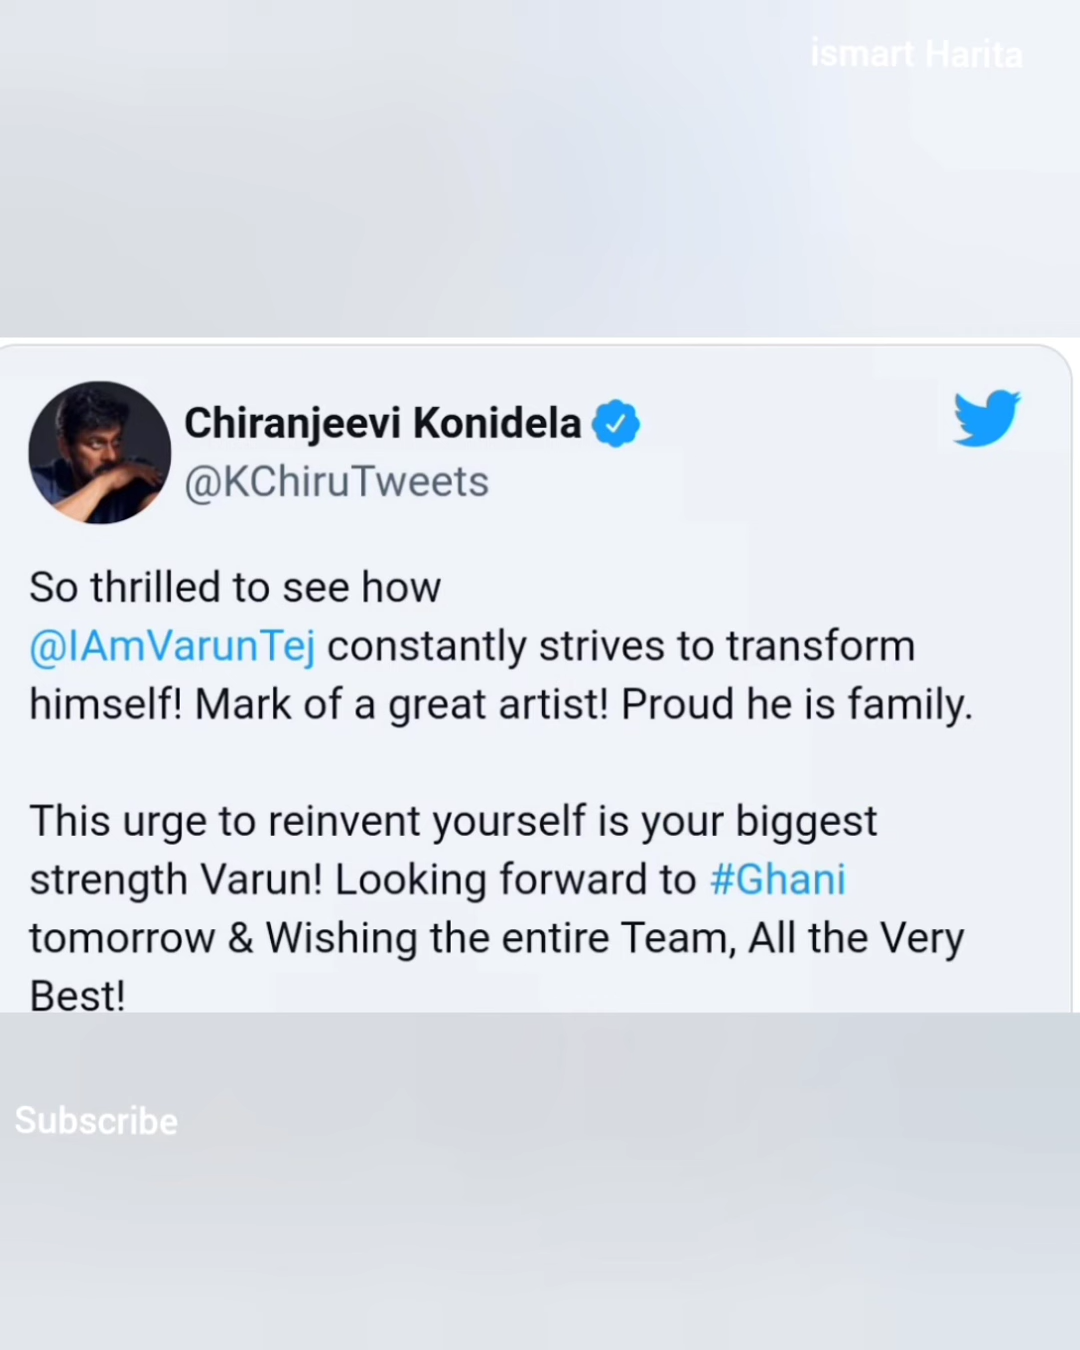 ismart Harita
Chiranjeevi Konidela
@KChiruTweets
So thrilled to see how
@IAmVarunTej constantly strives to transform
himself! Mark of a great artist! Proud he is family.
This urge to reinvent yourself is your biggest
strength Varun! Looking forward to #Ghani
tomorrow & Wishing the entire Team, All the Very
Best!
Subscribe